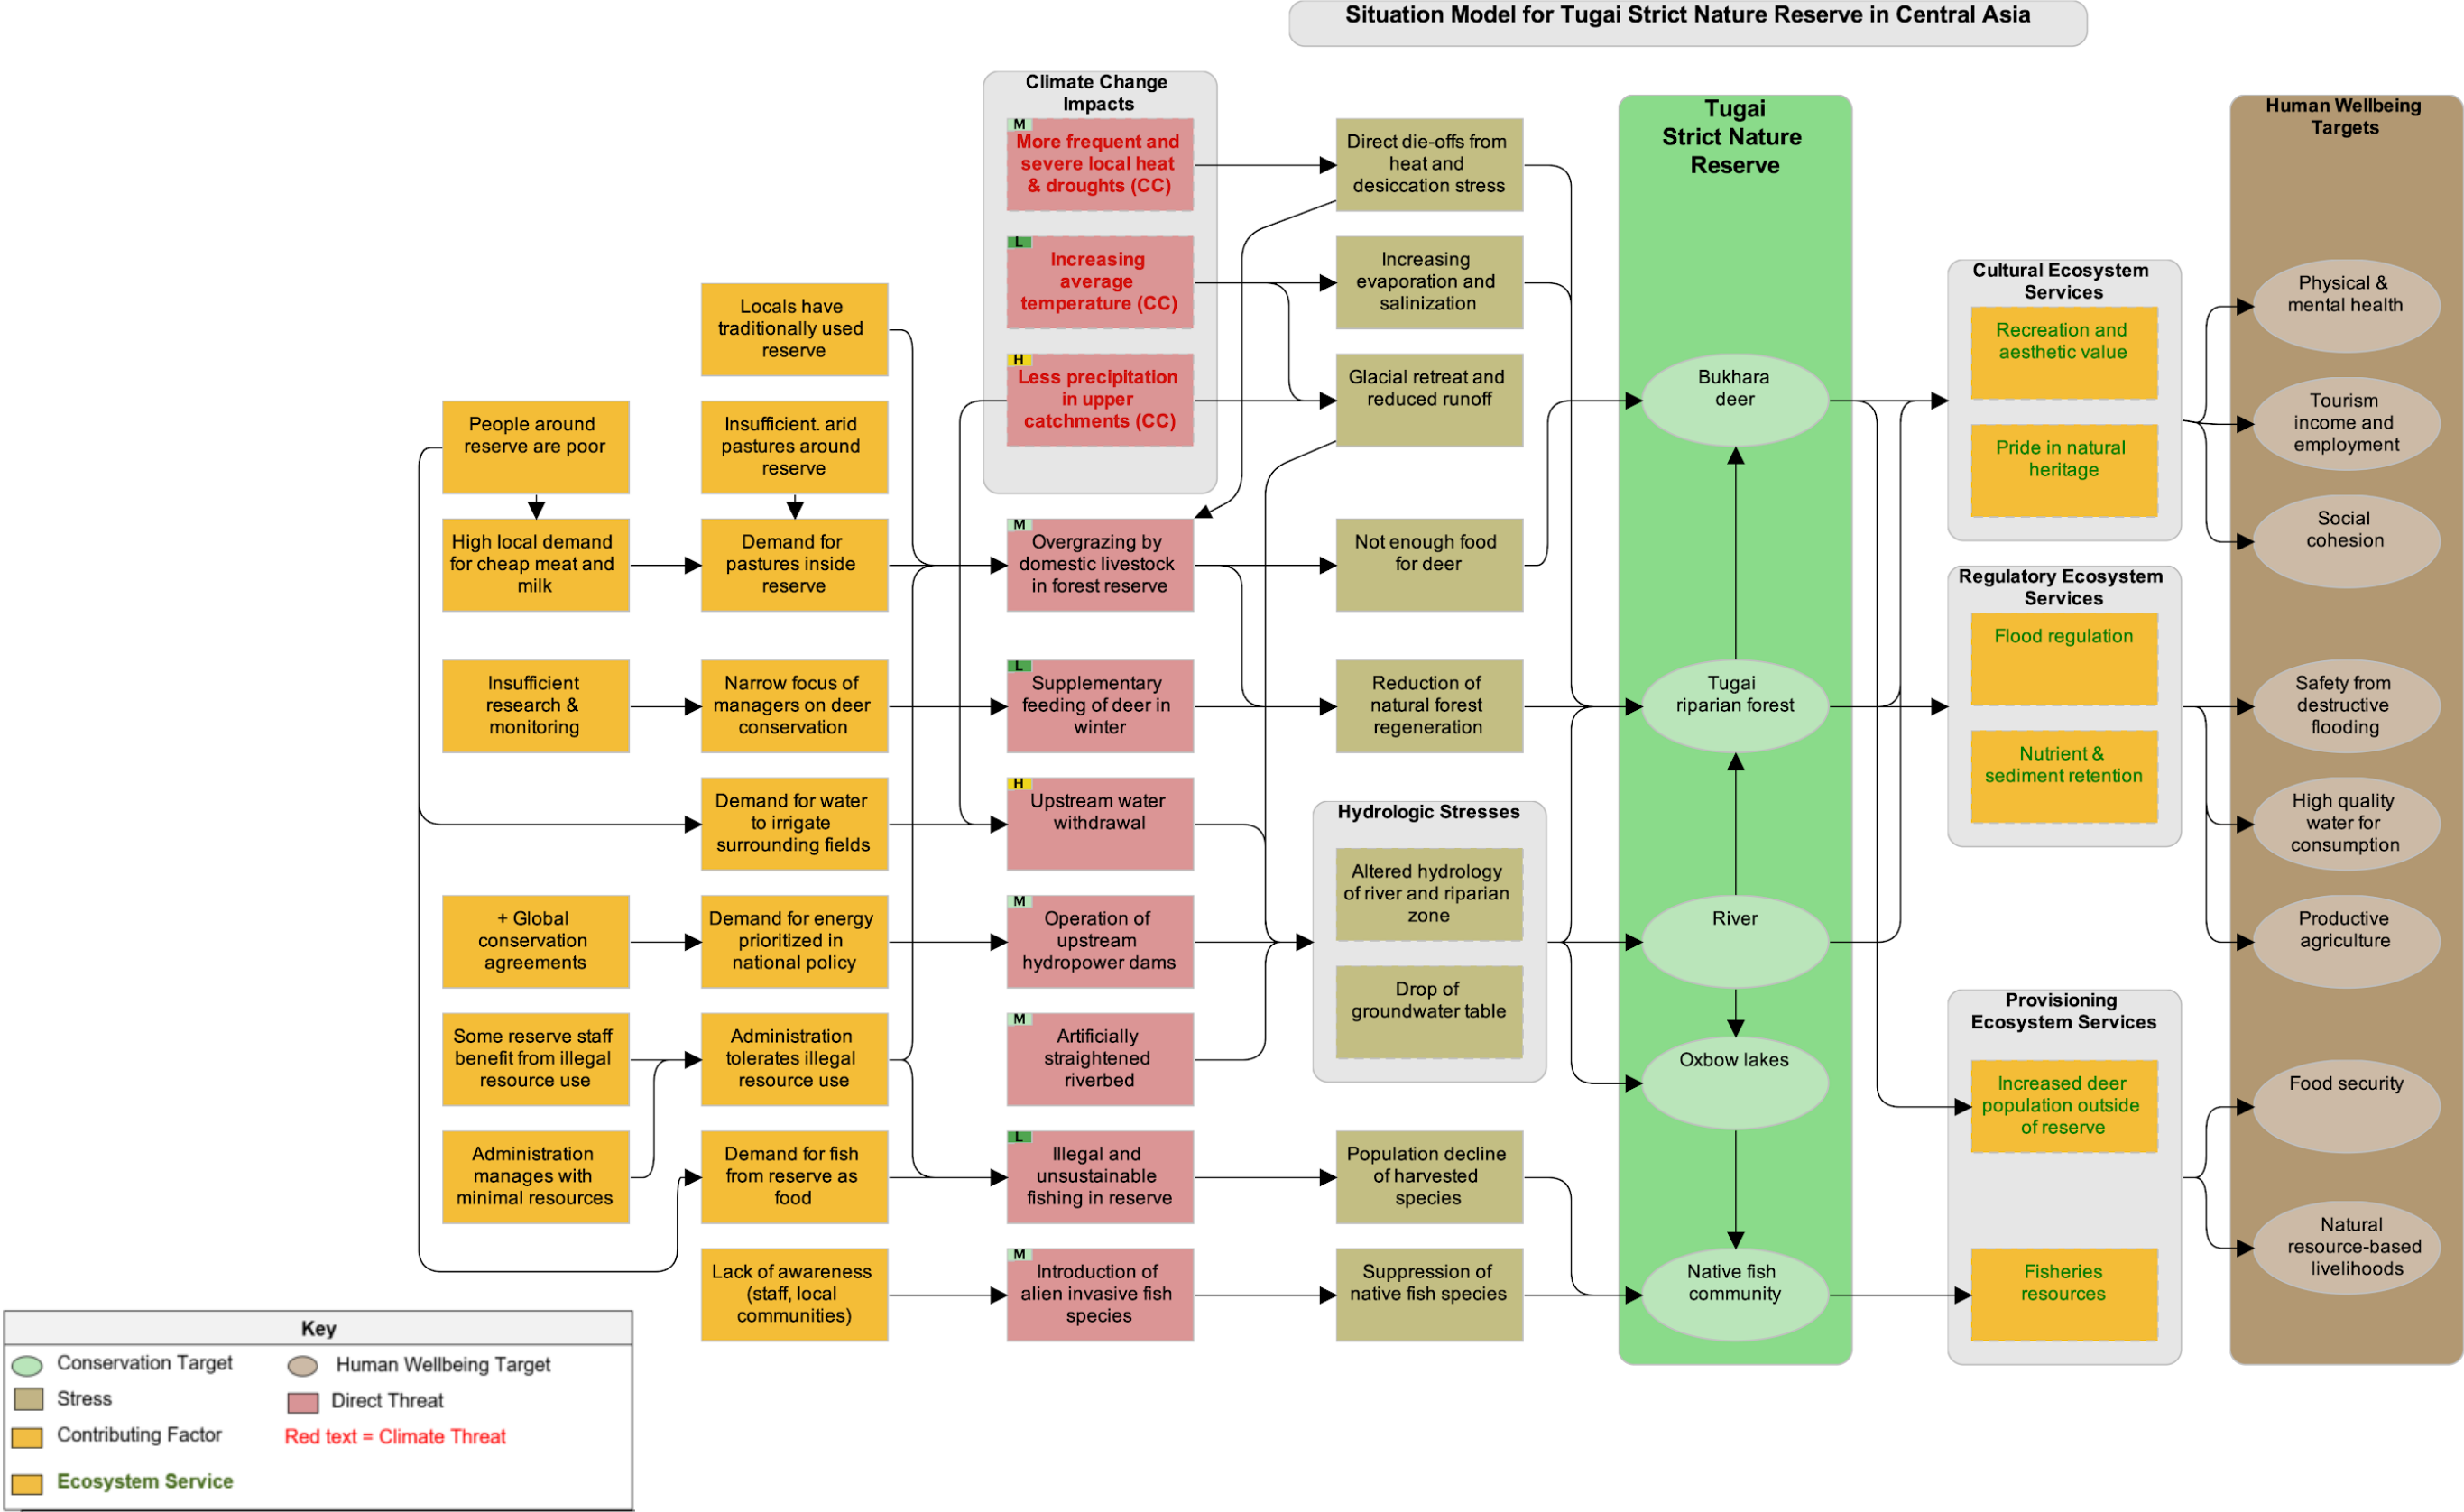 Situation Model for Tugai Strict Nature Reserve in Central Asia
People around
reserve are poor
High local demand
for cheap meat and
milk
Insufficient
research &
monitoring
+ Global
conservation
agreements
Some reserve staff
benefit from illegal
resource use
Administration
manages with
minimal resources
Locals have
traditionally used
reserve
Insufficient. arid
pastures around
reserve
Demand for
pastures inside
reserve
Narrow focus of
managers on deer
conservation
Demand for water
to irrigate
surrounding fields
Demand for energy
prioritized in
national policy
Administration
tolerates illegal
resource use
Demand for fish
from reserve as
food
Lack of awareness
(staff, local
communities)
Climate Change
Impacts
M
More frequent and
severe local heat
& droughts (CC)
L
Increasing
average
temperature (CC)
H
Less precipitation
in upper
catchments (CC)
M
Overgrazing by
domestic livestock
in forest reserve
L
Supplementary
feeding of deer in
winter
H
Upstream water
withdrawal
M
Operation of
upstream
hydropower dams
M
Artificially
straightened
riverbed
L
Illegal and
unsustainable
fishing in reserve
M
Introduction of
alien invasive fish
species
Direct die-offs from
heat and
desiccation stress
Increasing
evaporation and
salinization
Glacial retreat and
reduced runoff
Not enough food
for deer
Reduction of
natural forest
regeneration
Hydrologic Stresses
Altered hydrology
of river and riparian
zone
Drop of
groundwater table
Population decline
of harvested
species
Suppression of
native fish species
Tugai
Strict Nature
Reserve
Bukhara
deer
Tugai
riparian forest
River
Oxbow lakes
Native fish
community
Cultural Ecosystem
Services
Recreation and
aesthetic value
Pride in natural
heritage
Regulatory Ecosystem
Services
Flood regulation
Nutrient &
sediment retention
Provisioning
Ecosystem Services
Increased deer
population outside
of reserve
Fisheries
resources
Human Wellbeing
Targets
Physical &
mental health
Tourism
income and
employment
Social
cohesion
Safety from
destructive
flooding
High quality
water for
consumption
Productive
agriculture
Food security
Natural
resource-based
livelihoods
Key
Conservation Target
Human Wellbeing Target
Stress
Direct Threat
Contributing Factor
Red text = Climate Threat
Ecosystem Service